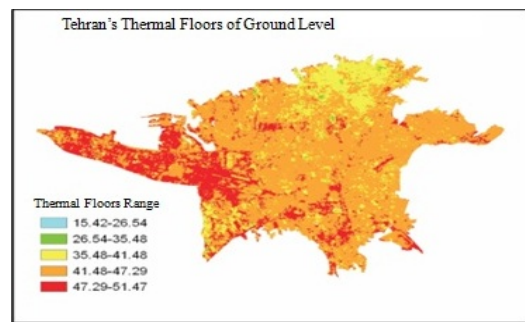 Tehran's Thermal Floors of Ground Level
Thermal Floors Range
15.42-26.54
26.54-35.48
35.48-41.48
41.48-47.29
47.29-51.47